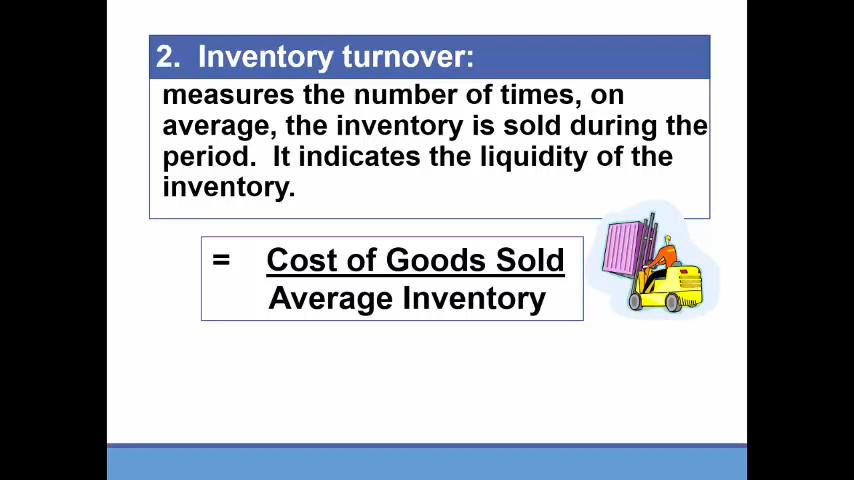 2.  Inventory turnover:
measures the number of times, on
average, the inventory is sold during the
period.  It indicates the liquidity of the
inventory.
=    Cost of Goods Sold
Average Inventory